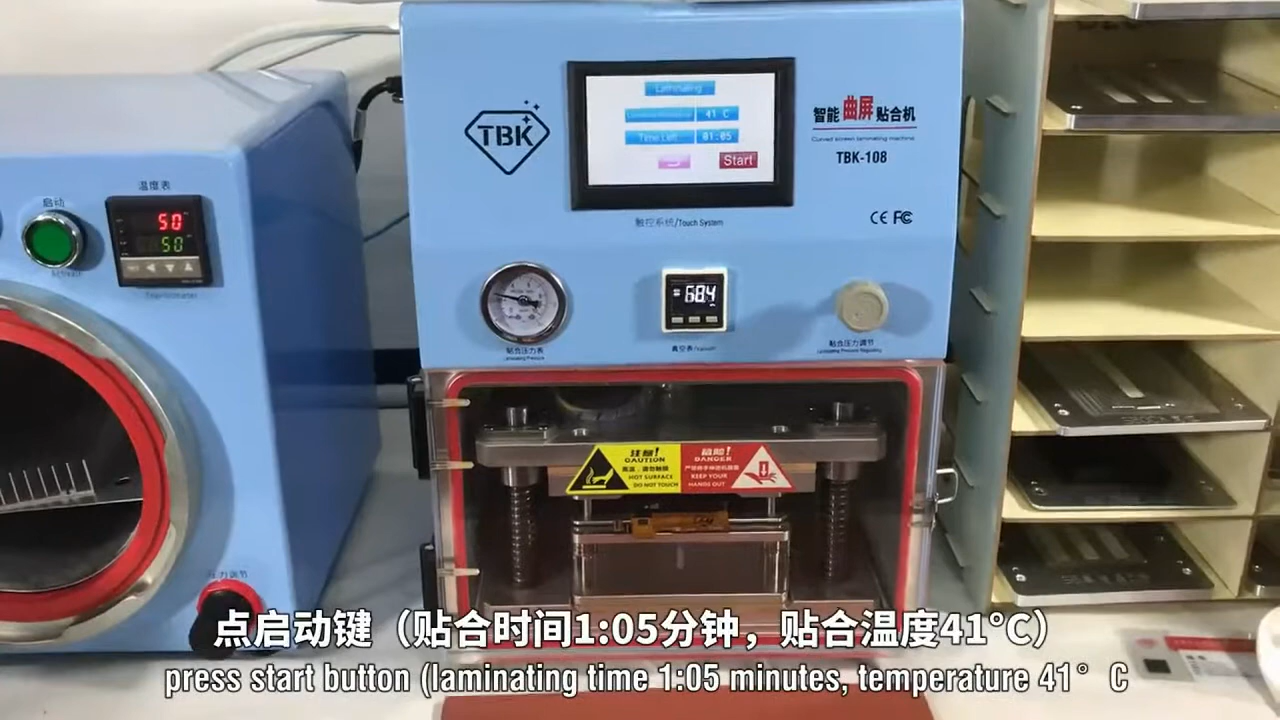 Laminating
41 C
Time Left
01:05
Start
TBK
智能曲屏贴合机
Curved screen laminating machine
TBK-108
触控系统/Touch System
CE FC
温度表
启动
50
50
68.4
贴合压力表
真空表/Vacuum
贴合压力调节
注意!
CAUTION
高温,请勿触摸
HOT SURFACE
DO NOT TOUCH
危险!
DANGER
KEEP YOUR
HANDS OUT
压力调节
点启动键（贴合时间1:05分钟，贴合温度41°C）
press start button (laminating time 1:05 minutes, temperature 41° C